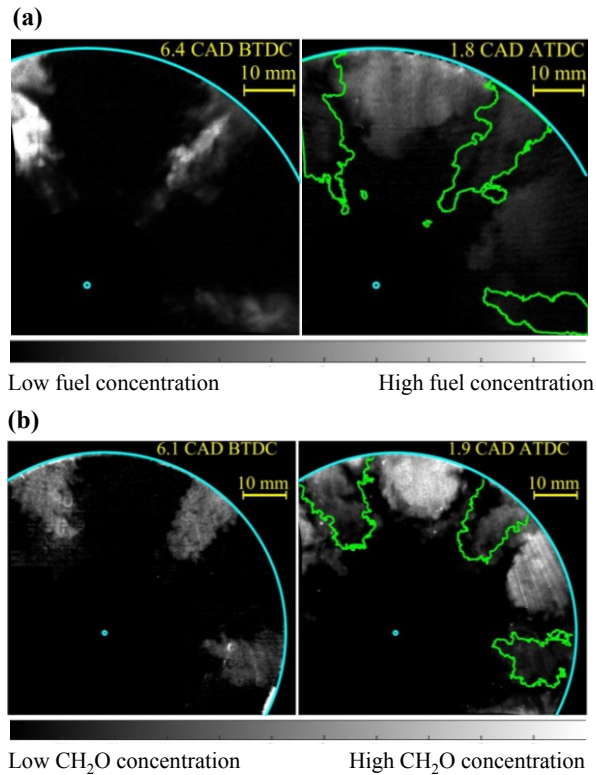 (a)
6.4 CAD BTDC
10 mm
1.8 CAD ATDC
10 mm
Low fuel concentration
High fuel concentration
(b)
6.1 CAD BTDC
10 mm
1.9 CAD ATDC
10 mm
Low CH₂O concentration
High CH₂O concentration